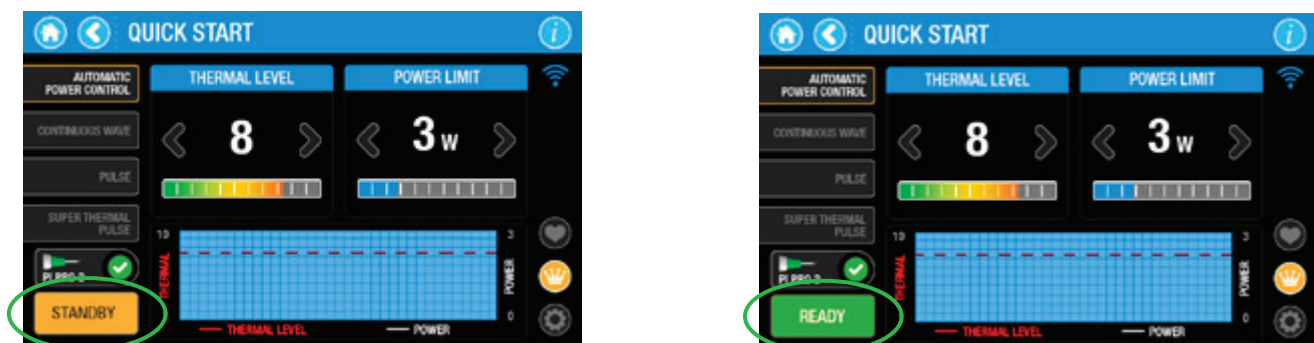 QUICK START
i
AUTOMATIC
POWER CONTROL
CONTINUOUS WAVE
PULSE
SUPER THERMAL
PULSE
THERMAL LEVEL
8
POWER LIMIT
3 W
10
THERMAL
3
POWER
0
THERMAL LEVEL
POWER
STANDBY
QUICK START
i
AUTOMATIC
POWER CONTROL
CONTINUOUS WAVE
PULSE
SUPER THERMAL
PULSE
THERMAL LEVEL
8
POWER LIMIT
3 W
10
THERMAL
3
POWER
0
THERMAL LEVEL
POWER
READY